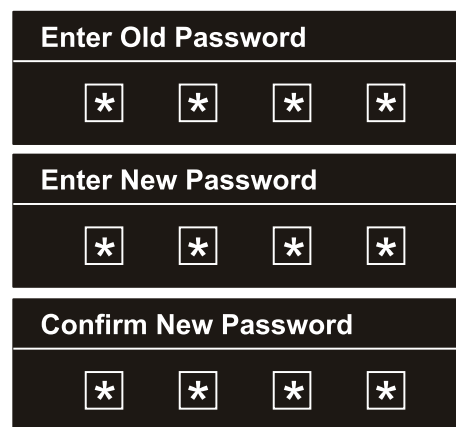 Enter Old Password
* * * *
Enter New Password
* * * *
Confirm New Password
* * * *